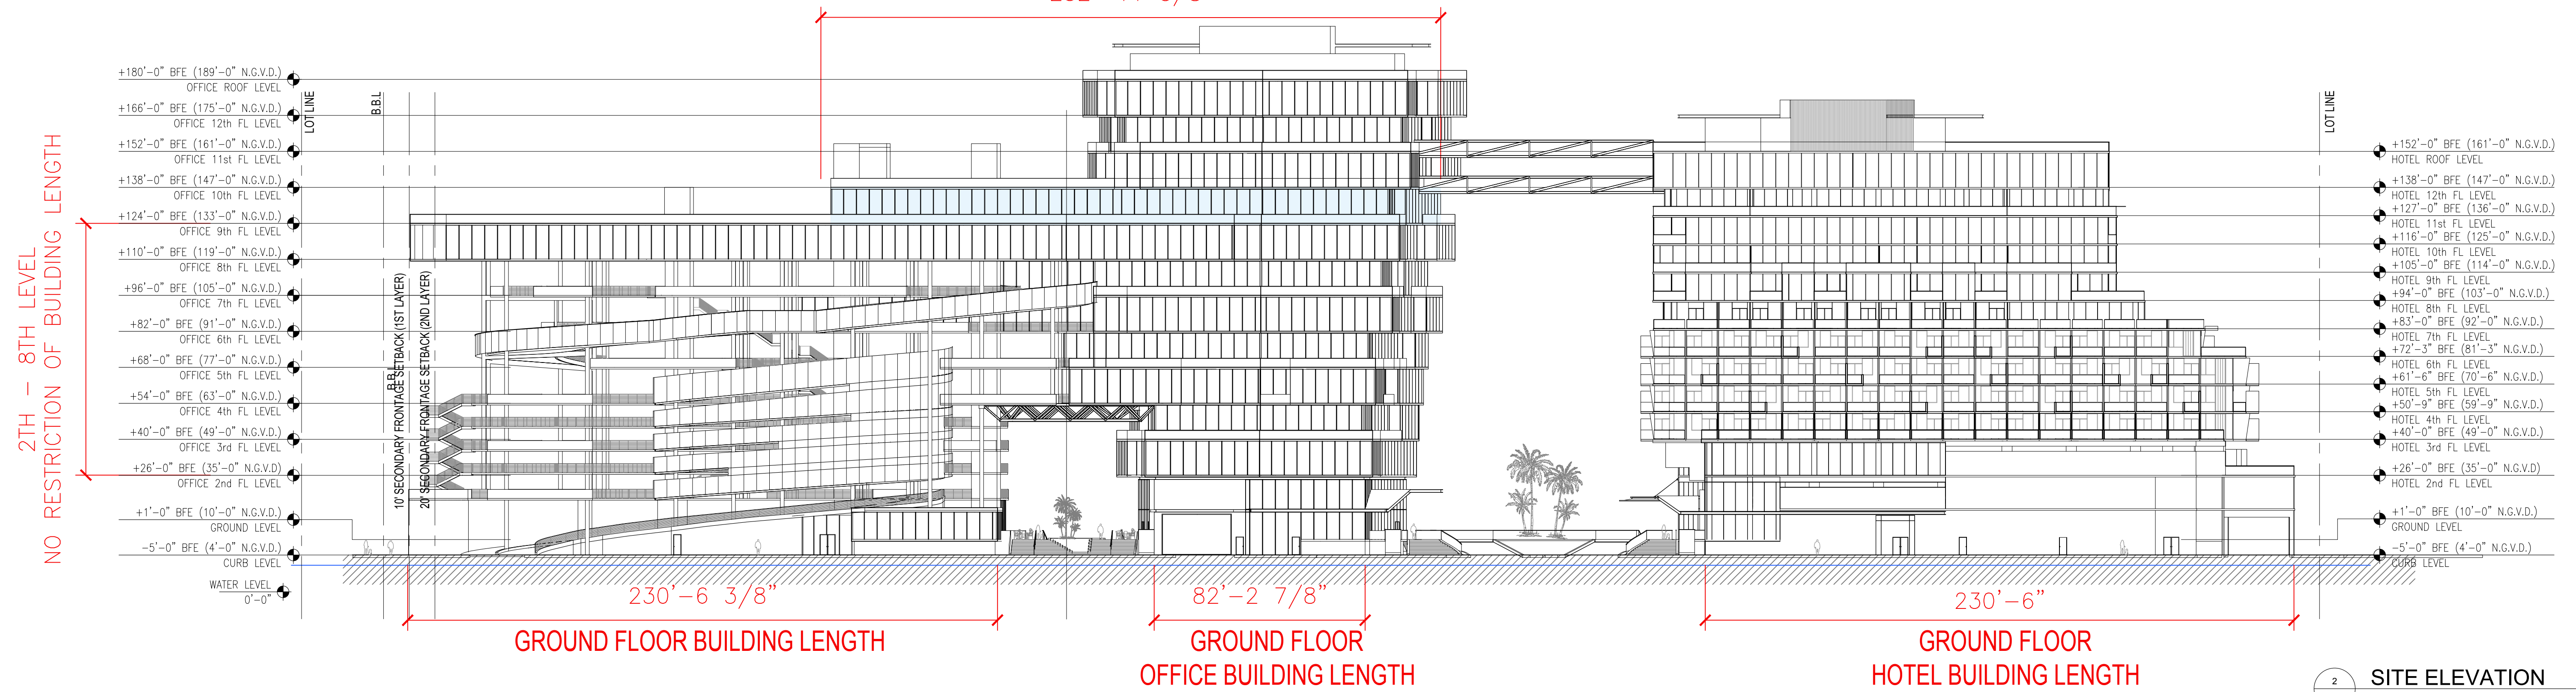 +180'-0" BFE (189'-0" N.G.V.D.)
OFFICE ROOF LEVEL
+166'-0" BFE (175'-0" N.G.V.D.)
OFFICE 12th FL LEVEL
+152'-0" BFE (161'-0" N.G.V.D.)
OFFICE 11st FL LEVEL
+138'-0" BFE (147'-0" N.G.V.D.)
OFFICE 10th FL LEVEL
+124'-0" BFE (133'-0" N.G.V.D.)
OFFICE 9th FL LEVEL
+110'-0" BFE (119'-0" N.G.V.D.)
OFFICE 8th FL LEVEL
+96'-0" BFE (105'-0" N.G.V.D.)
OFFICE 7th FL LEVEL
+82'-0" BFE (91'-0" N.G.V.D.)
OFFICE 6th FL LEVEL
+68'-0" BFE (77'-0" N.G.V.D.)
OFFICE 5th FL LEVEL
+54'-0" BFE (63'-0" N.G.V.D.)
OFFICE 4th FL LEVEL
+40'-0" BFE (49'-0" N.G.V.D.)
OFFICE 3rd FL LEVEL
+26'-0" BFE (35'-0" N.G.V.D)
OFFICE 2nd FL LEVEL
+1'-0" BFE (10'-0" N.G.V.D.)
GROUND LEVEL
-5'-0" BFE (4'-0" N.G.V.D.)
CURB LEVEL
WATER LEVEL
0'-0"
2TH - 8TH LEVEL
NO RESTRICTION OF BUILDING LENGTH
LOT LINE
B.B.L
B.B.L
10' SECONDARY FRONTAGE SETBACK (1ST LAYER)
20' SECONDARY FRONTAGE SETBACK (2ND LAYER)
LOT LINE
+152'-0" BFE (161'-0" N.G.V.D.)
HOTEL ROOF LEVEL
+138'-0" BFE (147'-0" N.G.V.D.)
HOTEL 12th FL LEVEL
+127'-0" BFE (136'-0" N.G.V.D.)
HOTEL 11st FL LEVEL
+116'-0" BFE (125'-0" N.G.V.D.)
HOTEL 10th FL LEVEL
+105'-0" BFE (114'-0" N.G.V.D.)
HOTEL 9th FL LEVEL
+94'-0" BFE (103'-0" N.G.V.D.)
HOTEL 8th FL LEVEL
+83'-0" BFE (92'-0" N.G.V.D.)
HOTEL 7th FL LEVEL
+72'-3" BFE (81'-3" N.G.V.D.)
HOTEL 6th FL LEVEL
+61'-6" BFE (70'-6" N.G.V.D.)
HOTEL 5th FL LEVEL
+50'-9" BFE (59'-9" N.G.V.D.)
HOTEL 4th FL LEVEL
+40'-0" BFE (49'-0" N.G.V.D.)
HOTEL 3rd FL LEVEL
+26'-0" BFE (35'-0" N.G.V.D)
HOTEL 2nd FL LEVEL
+1'-0" BFE (10'-0" N.G.V.D.)
GROUND LEVEL
-5'-0" BFE (4'-0" N.G.V.D.)
CURB LEVEL
230'-6 3/8"
GROUND FLOOR BUILDING LENGTH
82'-2 7/8"
GROUND FLOOR
OFFICE BUILDING LENGTH
230'-6"
GROUND FLOOR
HOTEL BUILDING LENGTH
2
SITE ELEVATION